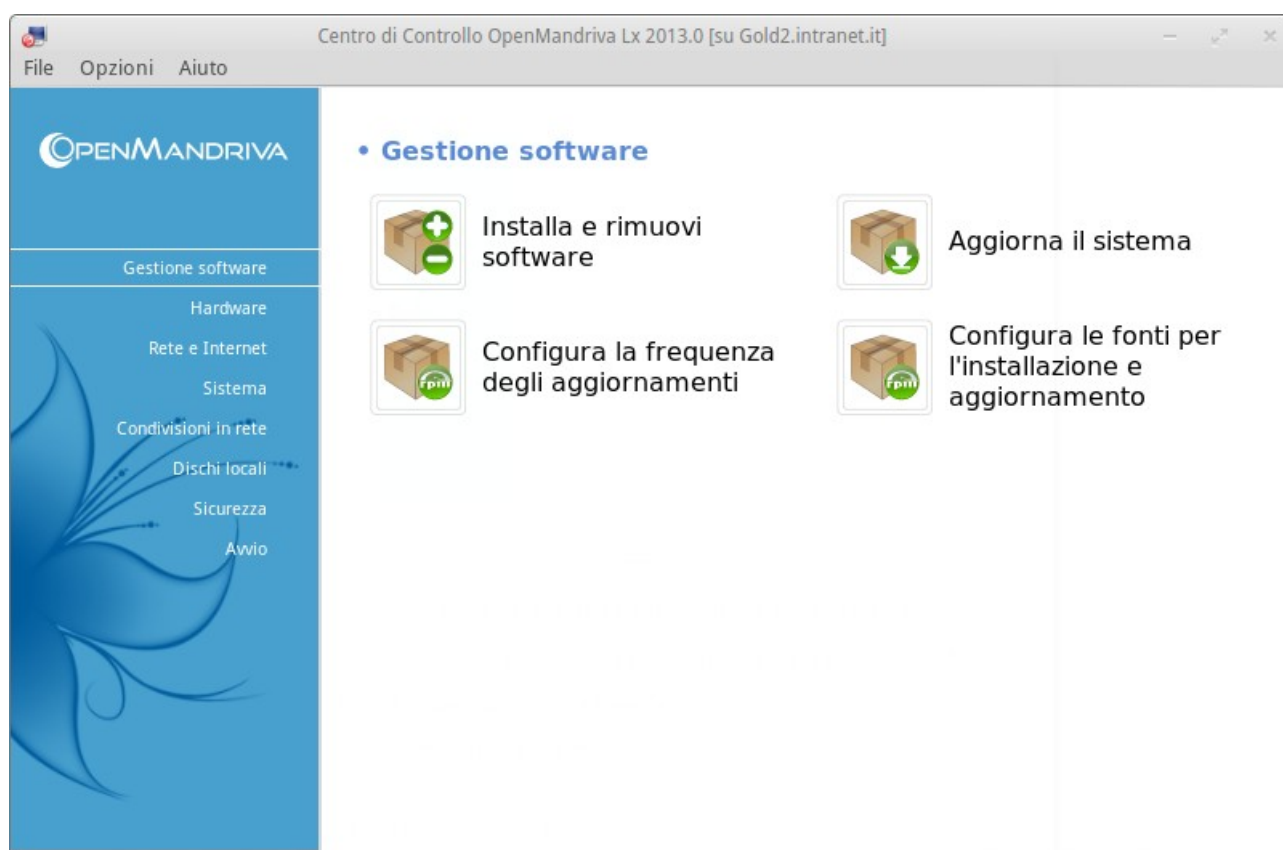 Centro di Controllo OpenMandriva Lx 2013.0 [su Gold2.intranet.it]
File Opzioni Aiuto
OPENMANDRIVA
Gestione software
Hardware
Rete e Internet
Sistema
Condivisioni in rete
Dischi locali
Sicurezza
Avvio
• Gestione software
Installa e rimuovi
software
Aggiorna il sistema
rpm
Configura la frequenza
degli aggiornamenti
rpm
Configura le fonti per
l'installazione e
aggiornamento